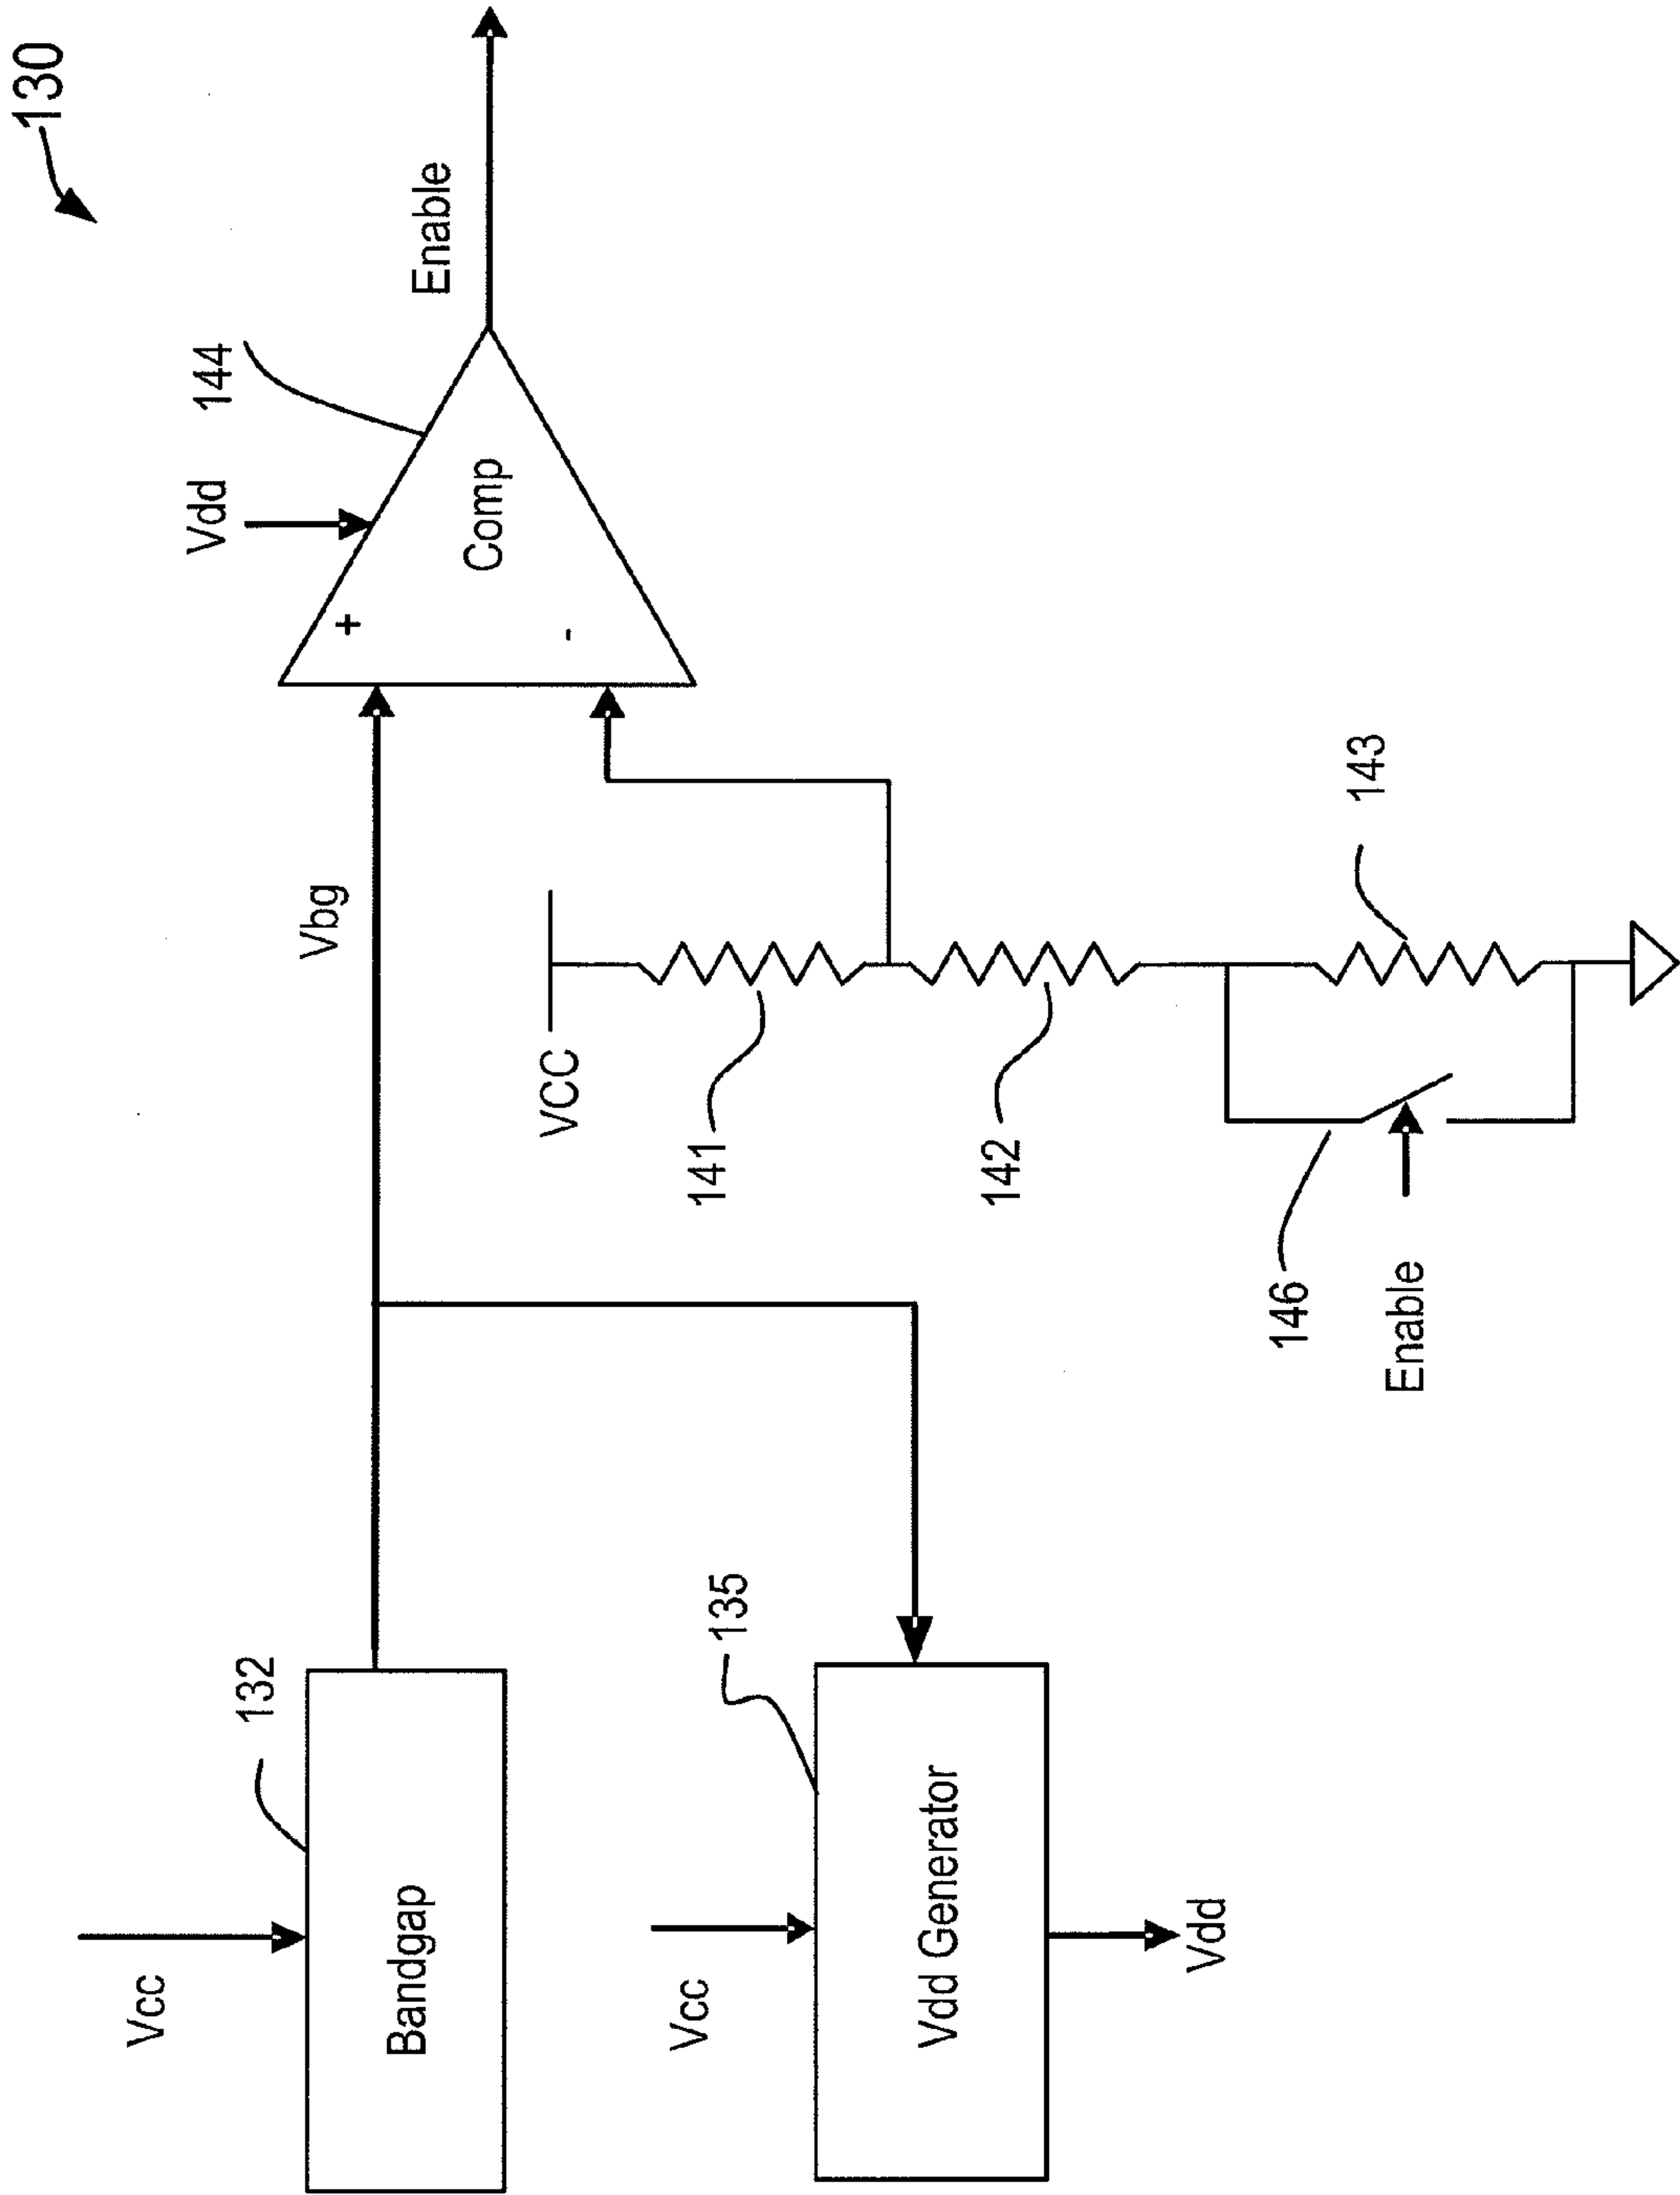 130
Enable
144
Vdd
Comp
+
-
Vbg
VCC
141
142
143
146
Enable
132
Vcc
Bandgap
135
Vcc
Vdd Generator
Vdd